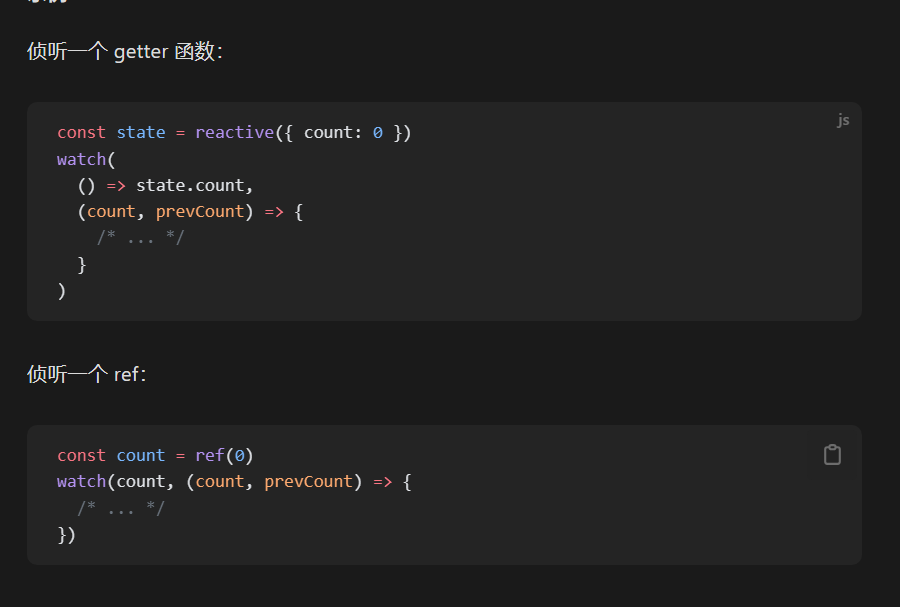 侦听一个 getter 函数：
js
const state = reactive({ count: 0 })
watch(
  () => state.count,
  (count, prevCount) => {
    /* ... */
  }
)
侦听一个 ref：
const count = ref(0)
watch(count, (count, prevCount) => {
  /* ... */
})